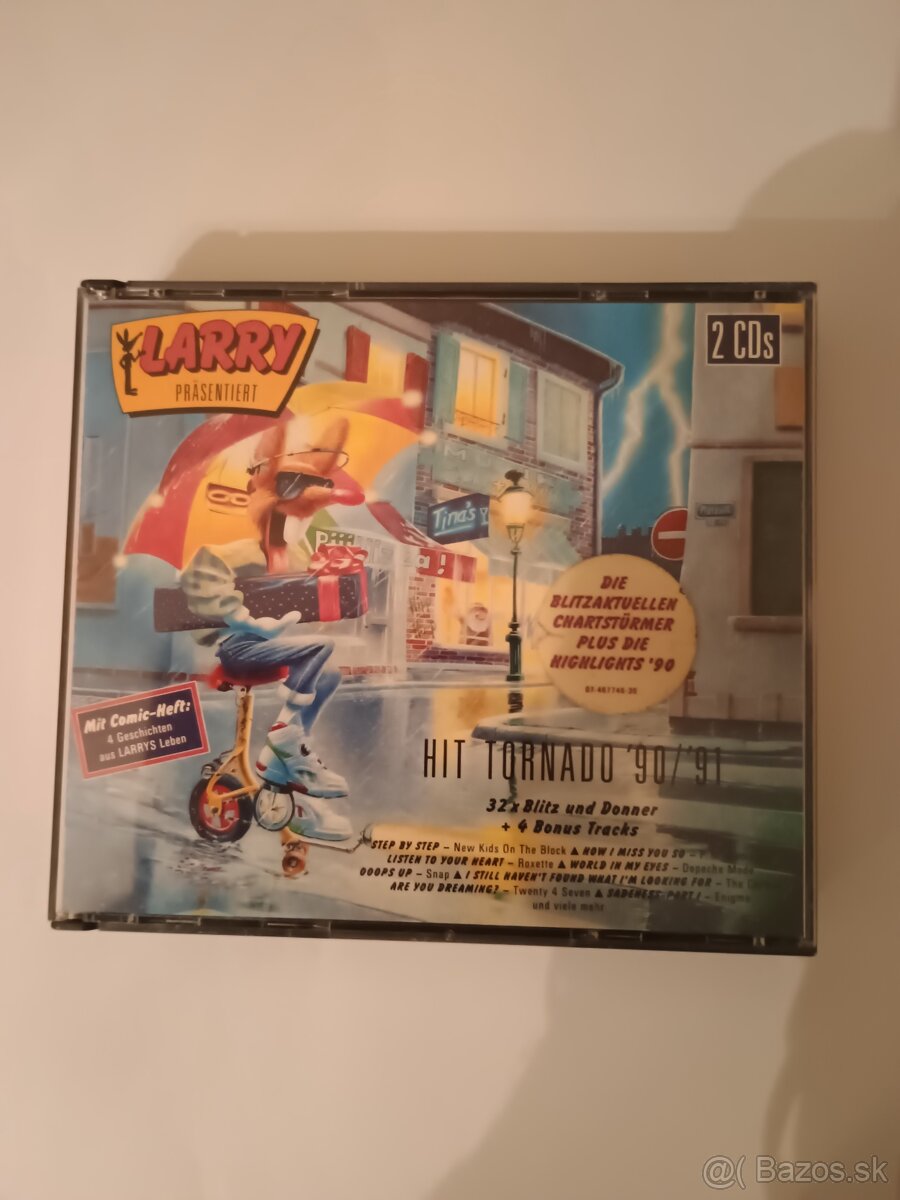 LARRY
PRÄSENTIERT
2 CDs
Tina's
DIE
BLITZAKTUELLEN
CHARTSTÜRMER
PLUS DIE
HIGHLIGHTS '90
Mit Comic-Heft:
4 Geschichten
aus LARRYS Leben
HIT TORNADO '90/'91
32 x Blitz und Donner
+ 4 Bonus Tracks
STEP BY STEP – New Kids On The Block ▲ HOW I MISS YOU SO –
LISTEN TO YOUR HEART – Roxette ▲ WORLD IN MY EYES – Depeche Mode
OOOPS UP – Snap ▲ I STILL HAVEN'T FOUND WHAT I'M LOOKING FOR – The
ARE YOU DREAMING? – Twenty 4 Seven ▲ SADENESS PART I – Enigma
und viele mehr
@( Bazos.sk